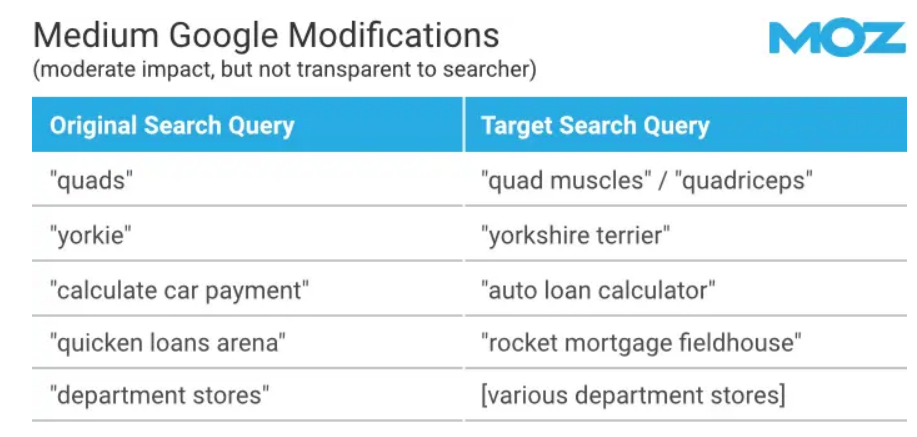 Medium Google Modifications
MOZ
(moderate impact, but not transparent to searcher)
Original Search Query Target Search Query
"quads" "quad muscles" / "quadriceps"
"yorkie" "yorkshire terrier"
"calculate car payment" "auto loan calculator"
"quicken loans arena" "rocket mortgage fieldhouse"
"department stores" [various department stores]